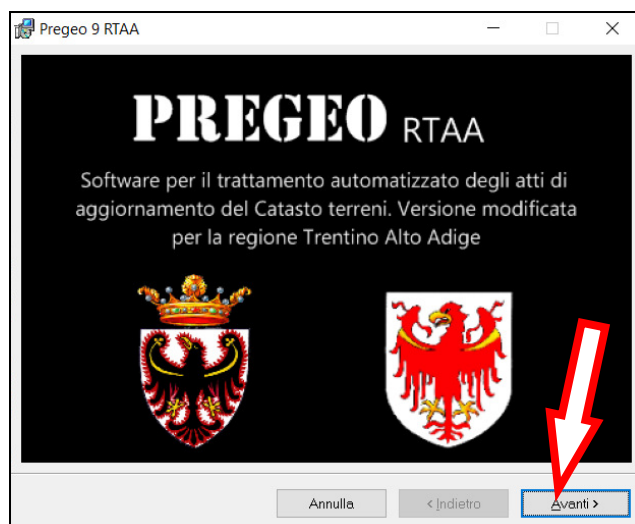 Pregeo 9 RTAA
PREGEO RTAA
Software per il trattamento automatizzato degli atti di
aggiornamento del Catasto terreni. Versione modificata
per la regione Trentino Alto Adige
Annulla < Indietro Avanti >